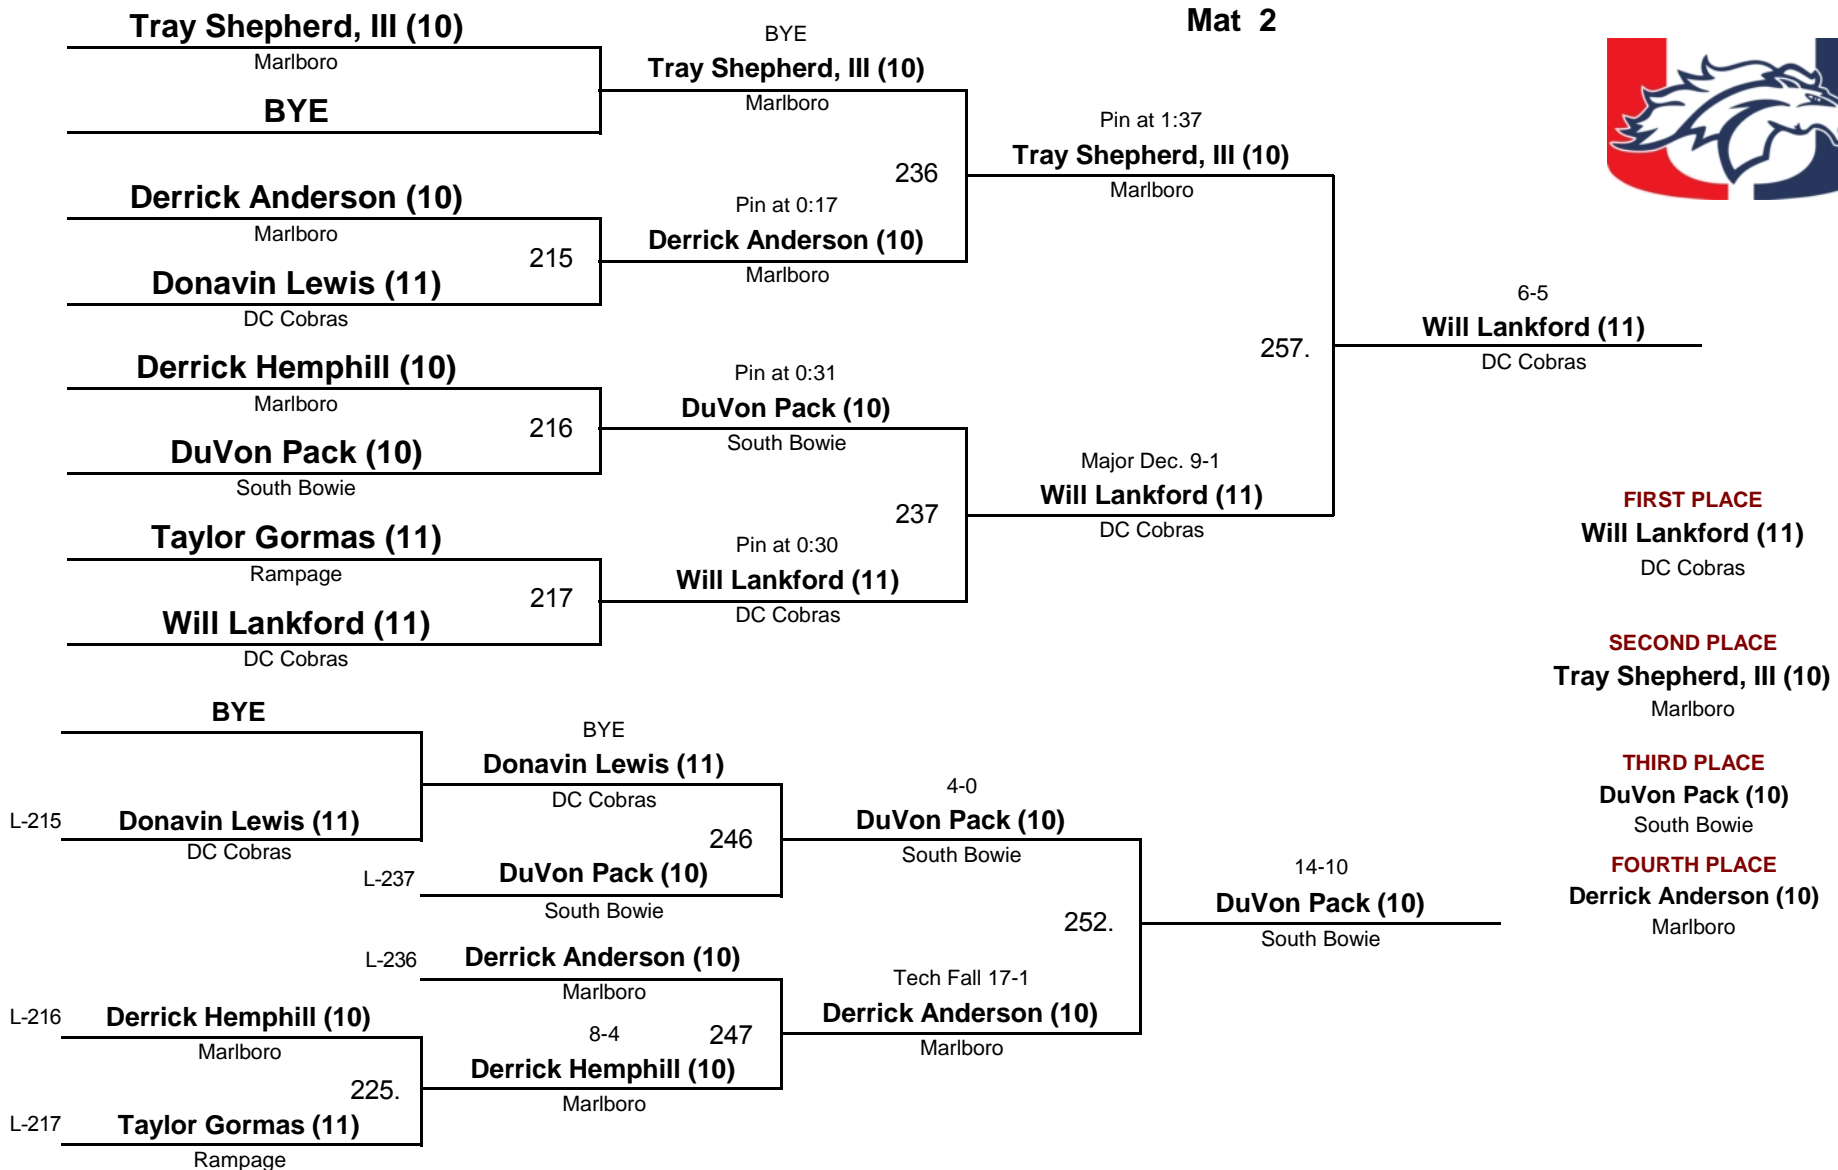 Mat 2
Tray Shepherd, III (10)
Marlboro
BYE
Derrick Anderson (10)
Marlboro
215
Donavin Lewis (11)
DC Cobras
Derrick Hemphill (10)
Marlboro
216
DuVon Pack (10)
South Bowie
Taylor Gormas (11)
Rampage
217
Will Lankford (11)
DC Cobras
BYE
Tray Shepherd, III (10)
Marlboro
236
Pin at 0:17
Derrick Anderson (10)
Marlboro
Pin at 0:31
DuVon Pack (10)
South Bowie
237
Pin at 0:30
Will Lankford (11)
DC Cobras
Pin at 1:37
Tray Shepherd, III (10)
Marlboro
257.
Major Dec. 9-1
Will Lankford (11)
DC Cobras
6-5
Will Lankford (11)
DC Cobras
BYE
L-215
Donavin Lewis (11)
DC Cobras
BYE
Donavin Lewis (11)
DC Cobras
246
L-237
DuVon Pack (10)
South Bowie
L-236
Derrick Anderson (10)
Marlboro
L-216
Derrick Hemphill (10)
Marlboro
225.
L-217
Taylor Gormas (11)
Rampage
8-4
247
Derrick Hemphill (10)
Marlboro
4-0
DuVon Pack (10)
South Bowie
252.
Tech Fall 17-1
Derrick Anderson (10)
Marlboro
14-10
DuVon Pack (10)
South Bowie
FIRST PLACE
Will Lankford (11)
DC Cobras
SECOND PLACE
Tray Shepherd, III (10)
Marlboro
THIRD PLACE
DuVon Pack (10)
South Bowie
FOURTH PLACE
Derrick Anderson (10)
Marlboro